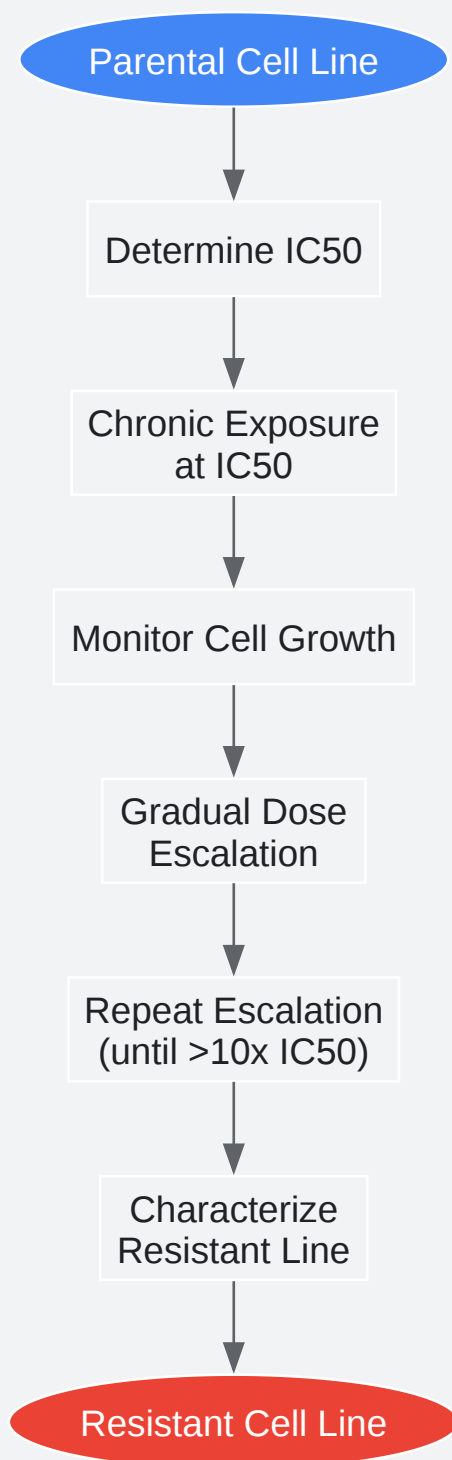 Parental Cell Line
Determine IC50
Chronic Exposure
at IC50
Monitor Cell Growth
Gradual Dose
Escalation
Repeat Escalation
(until >10x IC50)
Characterize
Resistant Line
Resistant Cell Line